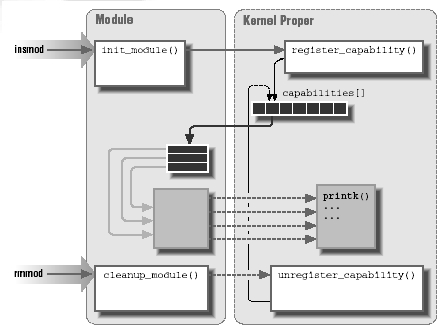 Module
Kernel Proper
insmod
init_module()
register_capability()
capabilities[]
printk()
...
...
rmmod
cleanup_module()
unregister_capability()